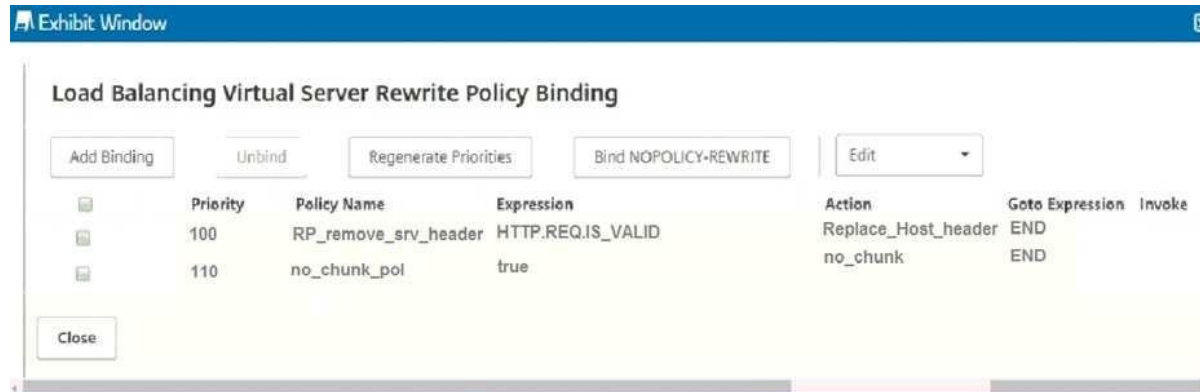 Exhibit Window
Load Balancing Virtual Server Rewrite Policy Binding
Add Binding Unbind Regenerate Priorities Bind NOPOLICY-REWRITE Edit
Priority Policy Name Expression Action Goto Expression Invoke
100 RP_remove_srv_header HTTP.REQ.IS_VALID Replace_Host_header END
110 no_chunk_pol true no_chunk END
Close